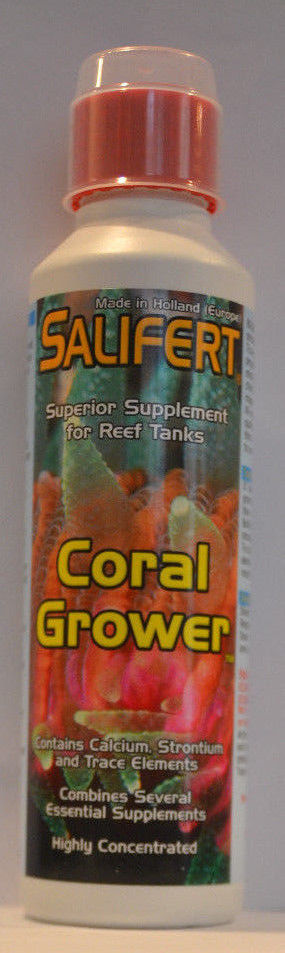 Made in Holland (Europe)
SALIFERT
Superior Supplement
for Reef Tanks
Coral
Grower™
Contains Calcium, Strontium
and Trace Elements
Combines Several
Essential Supplements
Highly Concentrated